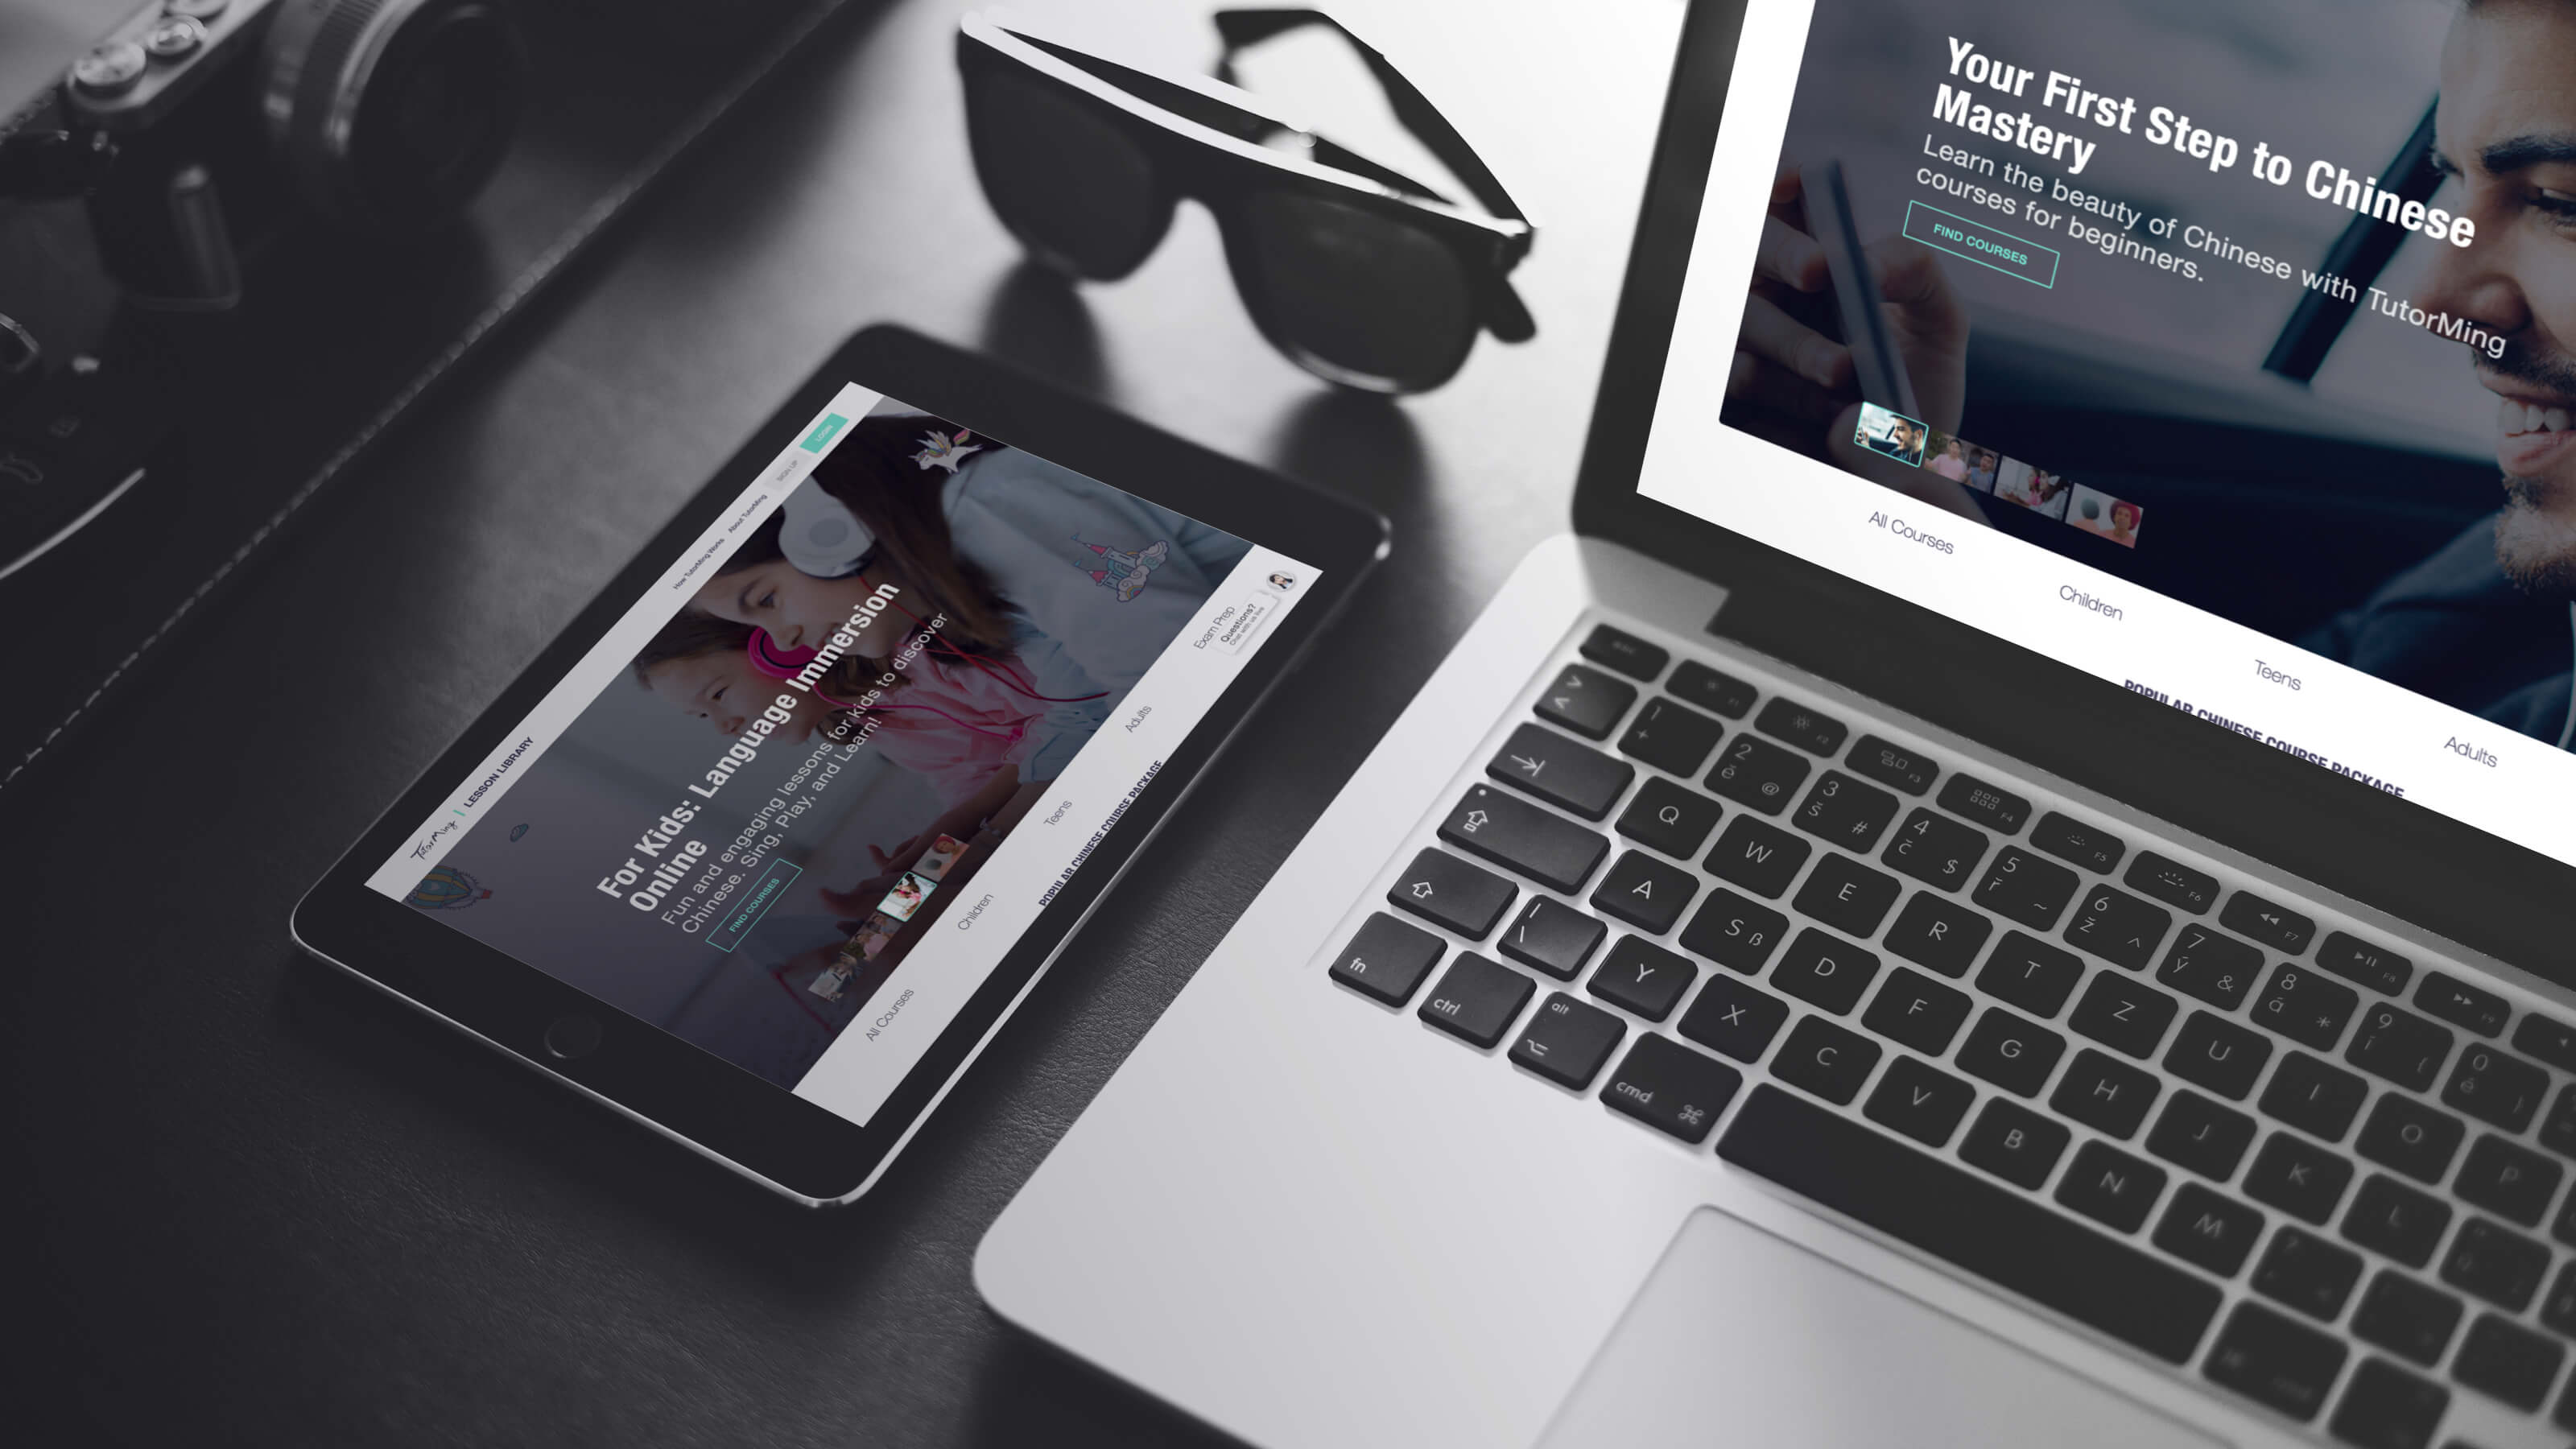 TutorMing | LESSON LIBRARY
How TutorMing Works
About TutorMing
SIGN UP
LOGIN
For Kids: Language Immersion
Online
Fun and engaging lessons for kids to discover
Chinese. Sing, Play, and Learn!
FIND COURSES
All Courses
Children
Teens
Adults
Exam Prep
Questions?
Chat with us live
POPULAR CHINESE COURSE PACKAGE
Your First Step to Chinese
Mastery
Learn the beauty of Chinese with TutorMing
courses for beginners.
FIND COURSES
All Courses
Children
Teens
Adults
POPULAR CHINESE COURSE PACKAGE
esc F1 F2 F3 F4 F5 F6 F7 F8 F9
> <
! +
2 ě @
3 š #
4 č $
5 ř ~
6 ž ^
7 ý &
8 á *
9 í (
0 é )
Q W E R T Z U I O P
A S ß D F G H J K L
Y X C V B N M
fn ctrl alt cmd ⌘